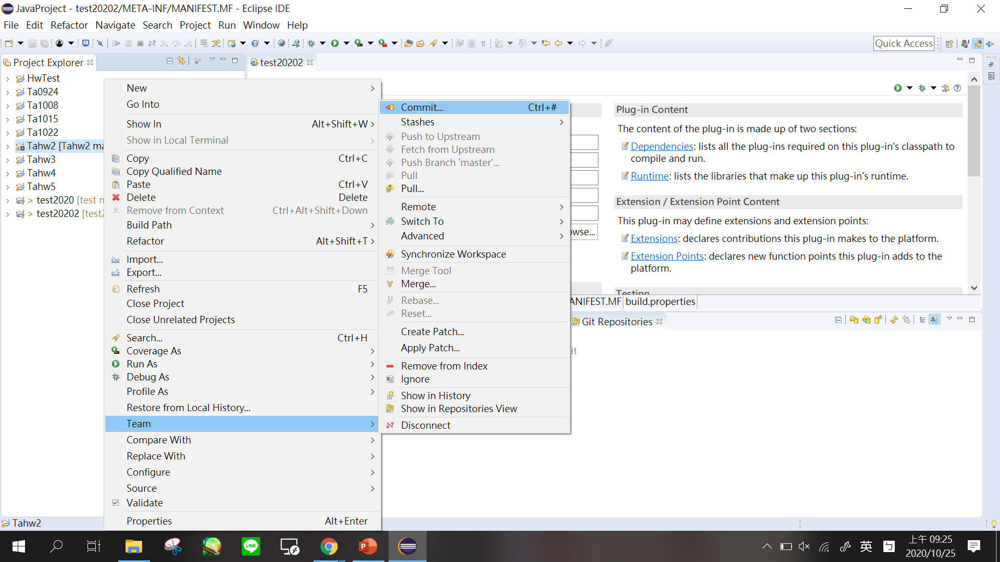 JavaProject - test20202/META-INF/MANIFEST.MF - Eclipse IDE
File Edit Refactor Navigate Search Project Run Window Help
Quick Access
Project Explorer
test20202
HwTest
Ta0924
Ta1008
Ta1015
Ta1022
Tahw2 [Tahw2 ma
Tahw3
Tahw4
Tahw5
> test2020 [test
> test20202 [test
New
Go Into
Show In Alt+Shift+W
Show in Local Terminal
Copy Ctrl+C
Copy Qualified Name
Paste Ctrl+V
Delete Delete
Remove from Context Ctrl+Alt+Shift+Down
Build Path
Refactor Alt+Shift+T
Import...
Export...
Refresh F5
Close Project
Close Unrelated Projects
Search... Ctrl+H
Coverage As
Run As
Debug As
Profile As
Restore from Local History...
Team
Compare With
Replace With
Configure
Source
Validate
Properties Alt+Enter
Commit... Ctrl+#
Stashes
Push to Upstream
Fetch from Upstream
Push Branch 'master'...
Pull
Pull...
Remote
Switch To
Advanced
Synchronize Workspace
Merge Tool
Merge...
Rebase...
Reset...
Create Patch...
Apply Patch...
Remove from Index
Ignore
Show in History
Show in Repositories View
Disconnect
owse...
Plug-in Content
The content of the plug-in is made up of two sections:
Dependencies: lists all the plug-ins required on this plug-in's classpath to
compile and run.
Runtime: lists the libraries that make up this plug-in's runtime.
Extension / Extension Point Content
This plug-in may define extensions and extension points:
Extensions: declares contributions this plug-in makes to the platform.
Extension Points: declares new function points this plug-in adds to the
platform.
Testing
ANIFEST.MF build.properties
Git Repositories
it
Tahw2
LINE
英
上午 09:25
2020/10/25